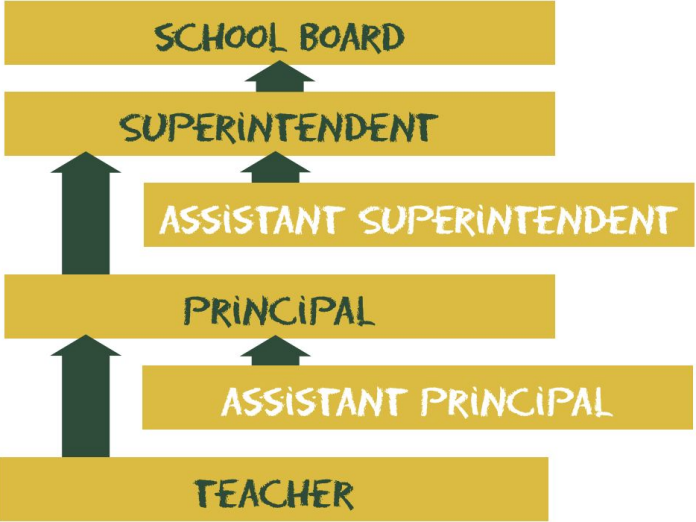 SCHOOL BOARD
SUPERINTENDENT
ASSISTANT SUPERINTENDENT
PRINCIPAL
ASSISTANT PRINCIPAL
TEACHER